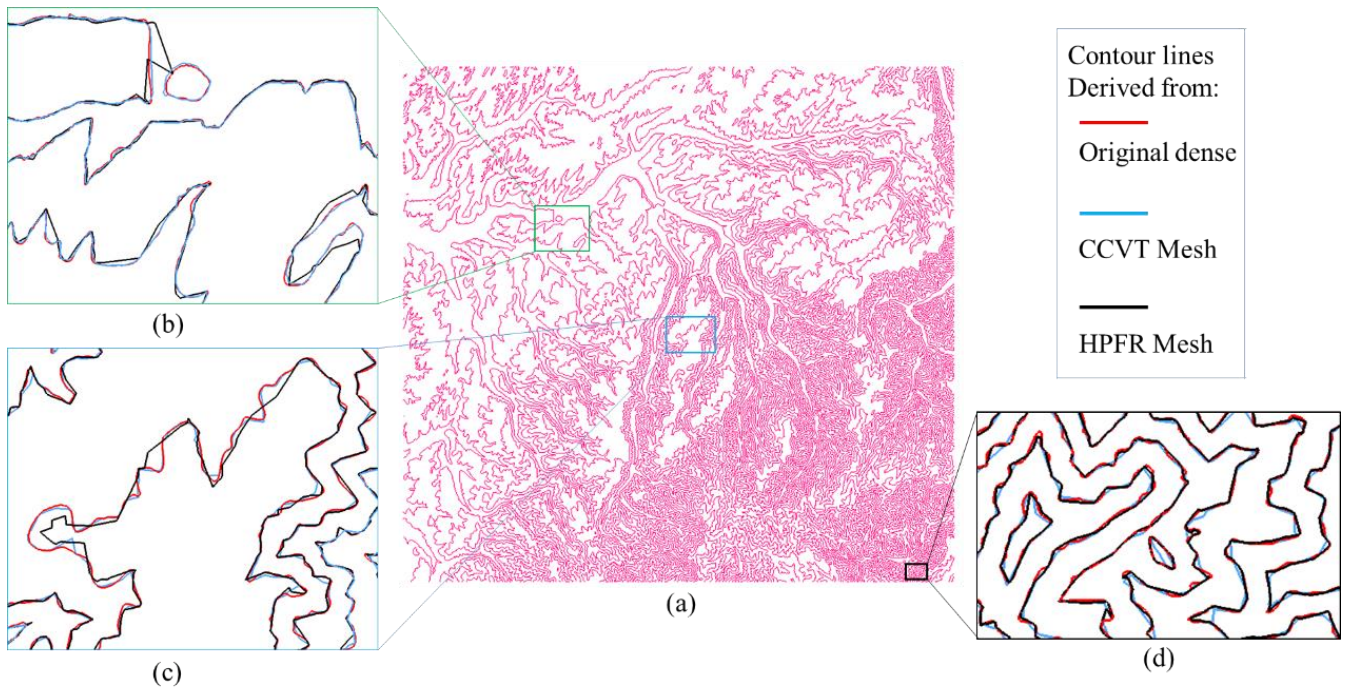 Contour lines
Derived from:
Original dense
CCVT Mesh
HPFR Mesh
(a)
(b)
(c)
(d)